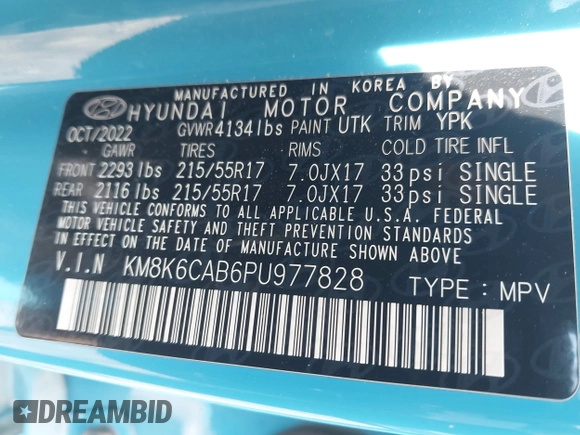 MANUFACTURED IN KOREA BY
HYUNDAI MOTOR COMPANY
OCT/2022 GVWR 4134lbs PAINT UTK TRIM YPK
GAWR TIRES RIMS COLD TIRE INFL
FRONT 2293 lbs 215/55R17 7.0JX17 33psi SINGLE
REAR 2116 lbs 215/55R17 7.0JX17 33psi SINGLE
THIS VEHICLE CONFORMS TO ALL APPLICABLE U.S.A. FEDERAL
MOTOR VEHICLE SAFETY AND THEFT PREVENTION STANDARDS
IN EFFECT ON THE DATE OF MANUFACTURE SHOWN ABOVE
V.I.N KM8K6CAB6PU977828 TYPE : MPV
DREAMBID